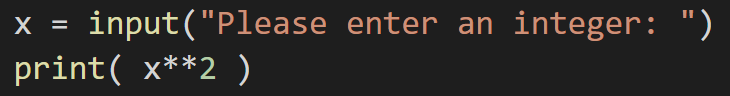 x = input("Please enter an integer: ")
print( x**2 )